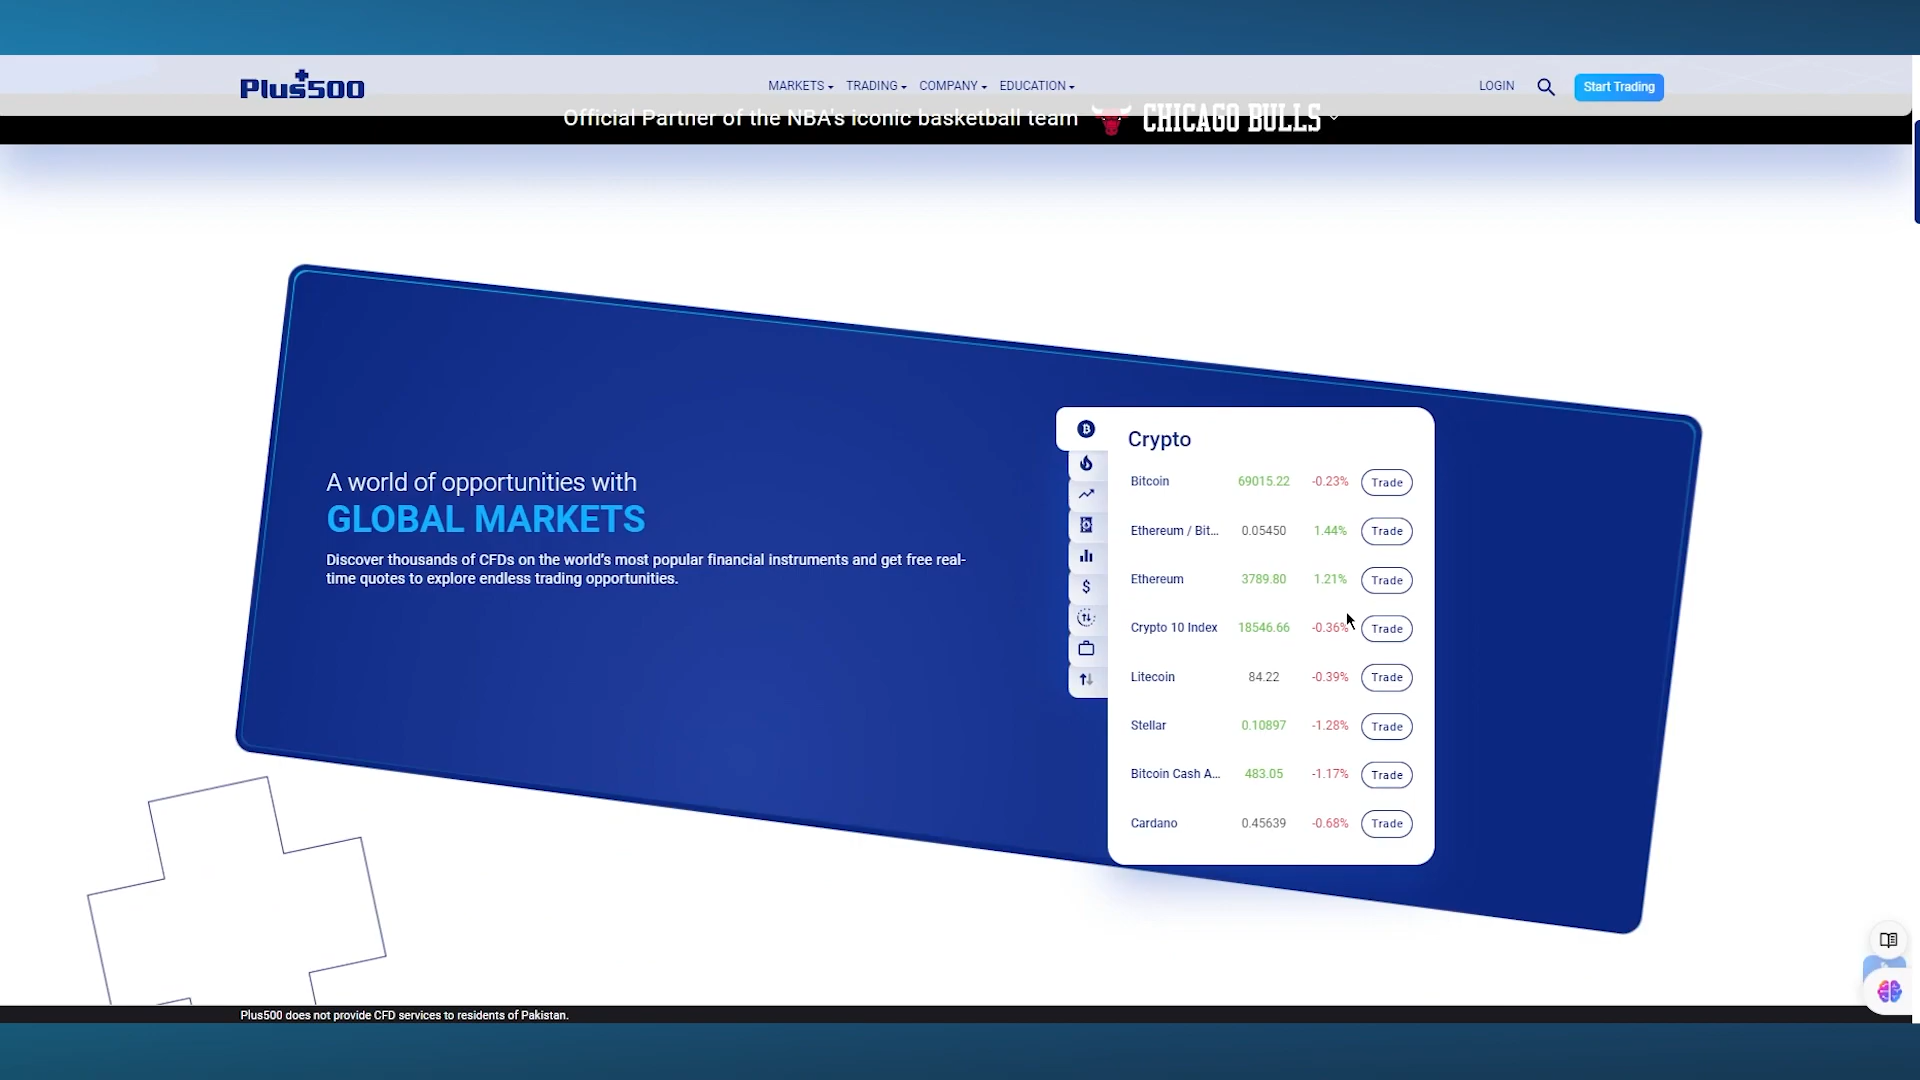 Plus500
MARKETS TRADING COMPANY EDUCATION
LOGIN
Start Trading
Official Partner of the NBA's iconic basketball team CHICAGO BULLS
A world of opportunities with
GLOBAL MARKETS
Discover thousands of CFDs on the world's most popular financial instruments and get free real-
time quotes to explore endless trading opportunities.
Crypto
Bitcoin 69015.22 -0.23% Trade
Ethereum / Bit... 0.05450 1.44% Trade
Ethereum 3789.80 1.21% Trade
Crypto 10 Index 18546.66 -0.36% Trade
Litecoin 84.22 -0.39% Trade
Stellar 0.10897 -1.28% Trade
Bitcoin Cash A... 483.05 -1.17% Trade
Cardano 0.45639 -0.68% Trade
Plus500 does not provide CFD services to residents of Pakistan.